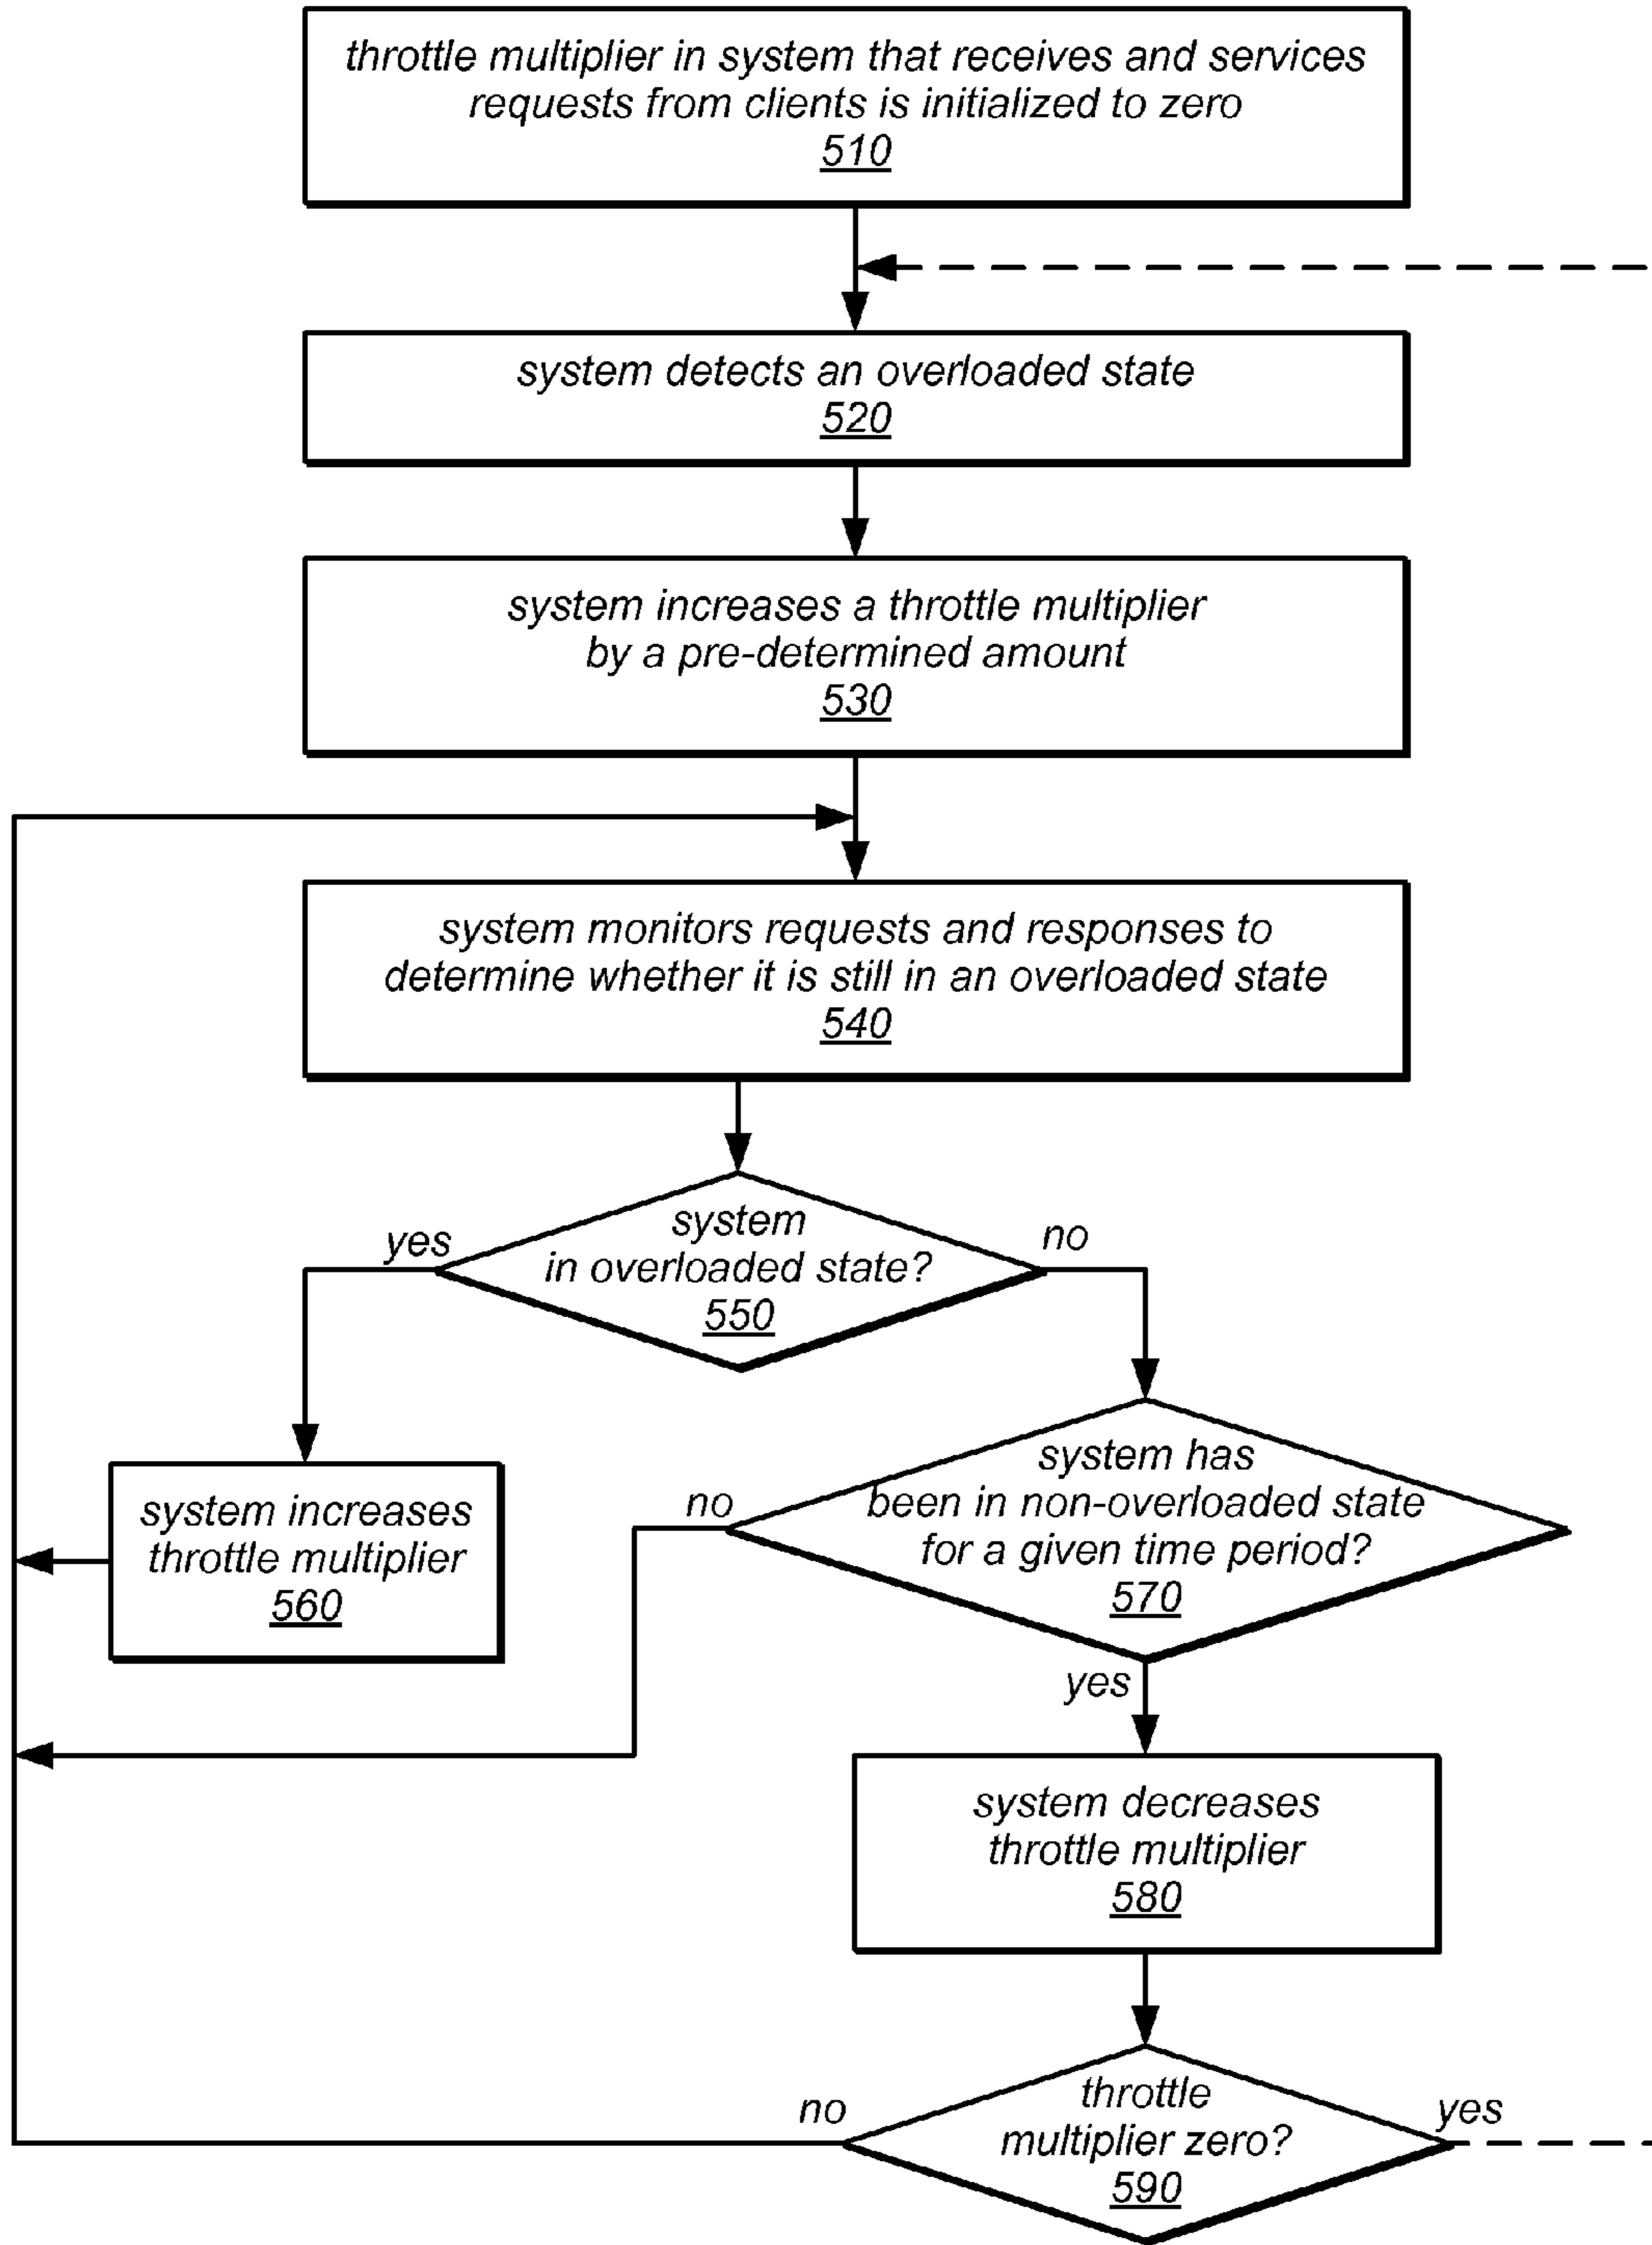 throttle multiplier in system that receives and services
requests from clients is initialized to zero
510
system detects an overloaded state
520
system increases a throttle multiplier
by a pre-determined amount
530
system monitors requests and responses to
determine whether it is still in an overloaded state
540
yes
system
in overloaded state?
550
no
system increases
throttle multiplier
560
no
system has
been in non-overloaded state
for a given time period?
570
yes
system decreases
throttle multiplier
580
no
throttle
multiplier zero?
590
yes